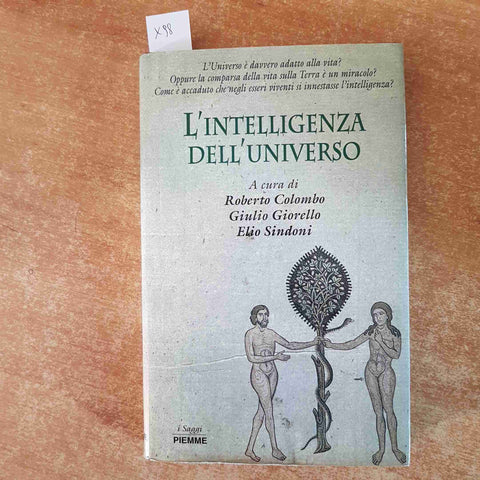 x98
L'Universo è davvero adatto alla vita?
Oppure la comparsa della vita sulla Terra è un miracolo?
Come è accaduto che negli esseri viventi si innestasse l'intelligenza?
L'INTELLIGENZA
DELL'UNIVERSO
A cura di
Roberto Colombo
Giulio Giorello
Elio Sindoni
i Saggi
PIEMME